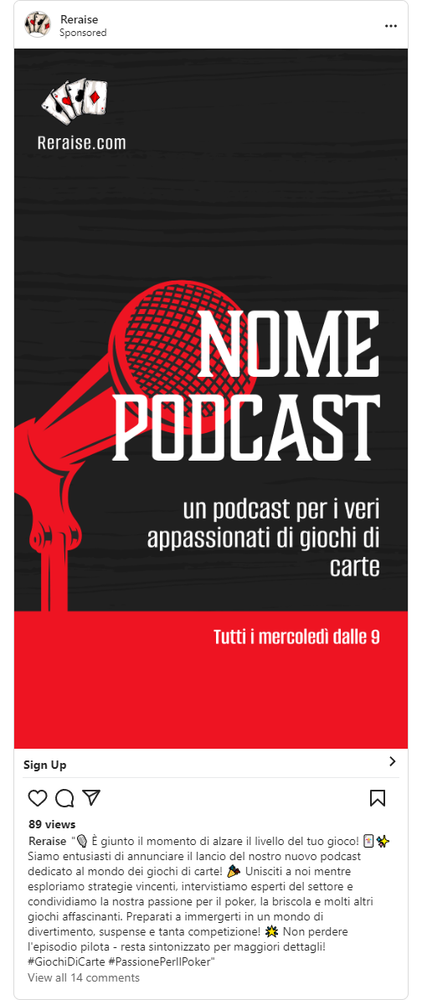 Reraise
Sponsored
Reraise.com
NOME
PODCAST
un podcast per i veri
appassionati di giochi di
carte
Tutti i mercoledì dalle 9
Sign Up
89 views
Reraise "🎙️ È giunto il momento di alzare il livello del tuo gioco! 🃏✨
Siamo entusiasti di annunciare il lancio del nostro nuovo podcast
dedicato al mondo dei giochi di carte! 🎉 Unisciti a noi mentre
esploriamo strategie vincenti, intervistiamo esperti del settore e
condividiamo la nostra passione per il poker, la briscola e molti altri
giochi affascinanti. Preparati a immergerti in un mondo di
divertimento, suspense e tanta competizione! 🌟 Non perdere
l'episodio pilota - resta sintonizzato per maggiori dettagli!
#GiochiDiCarte #PassionePerIlPoker"
View all 14 comments